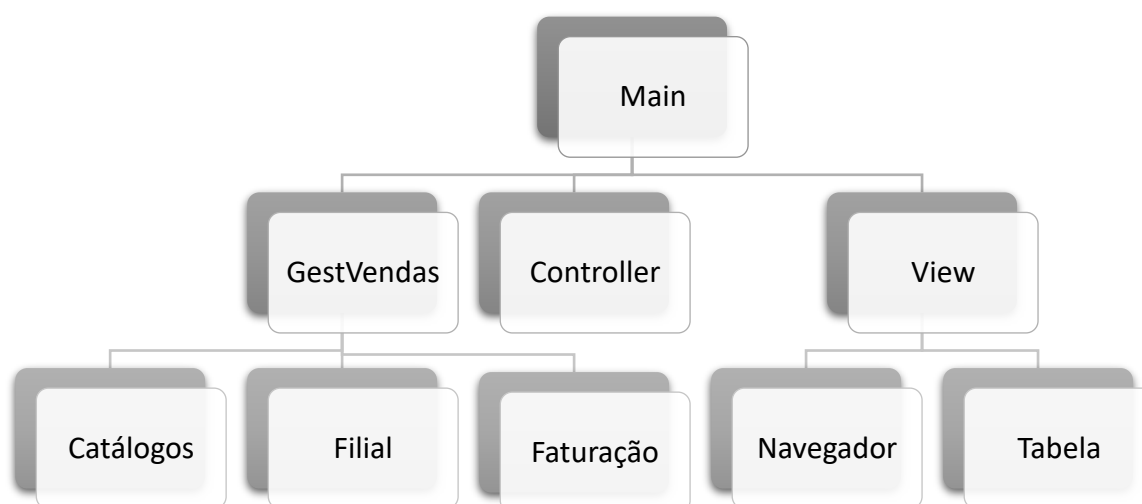 Main
GestVendas
Controller
View
Catálogos
Filial
Faturação
Navegador
Tabela